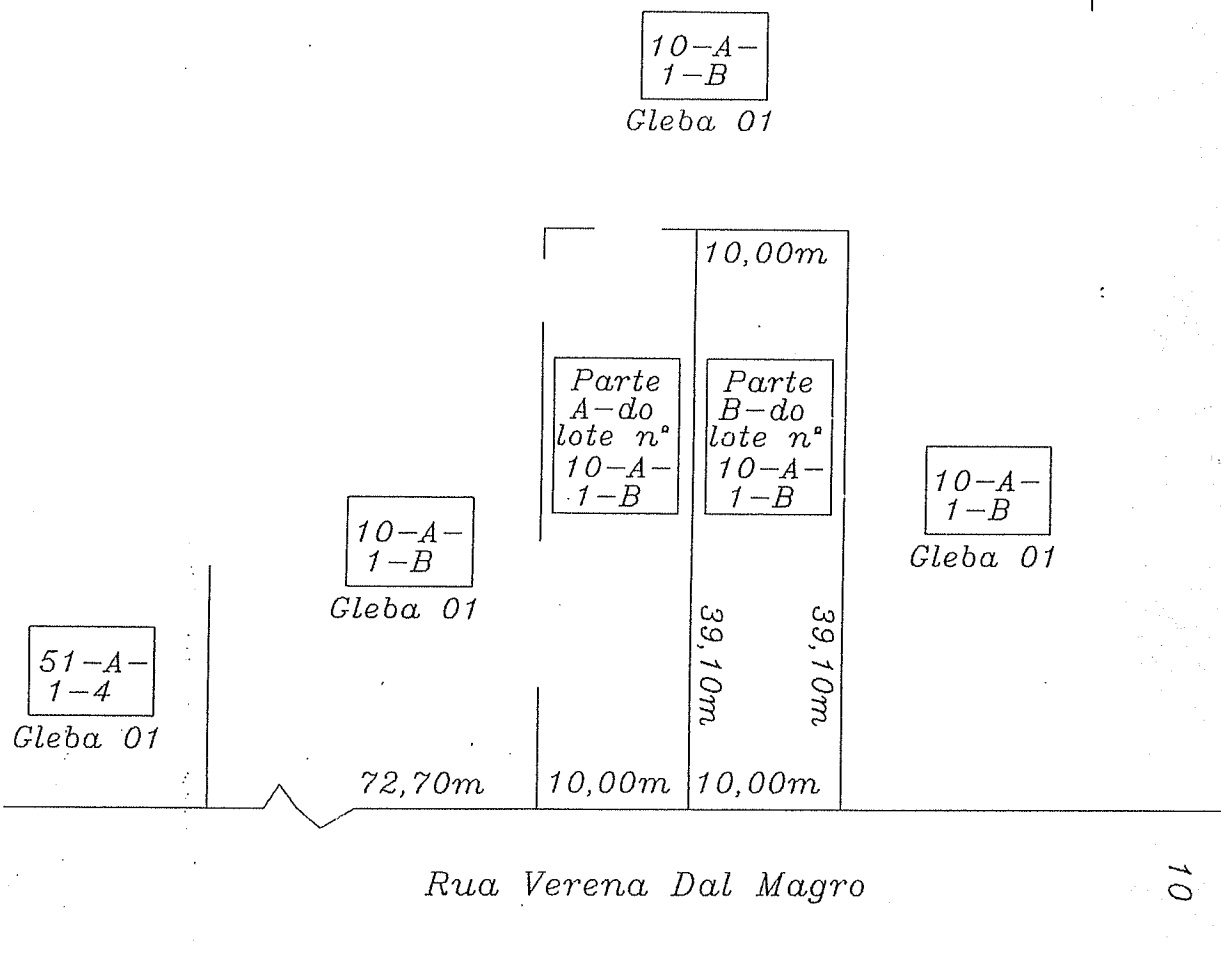 10-A-
1-B
Gleba 01
10,00m
Parte
A-do
lote nº
10-A-
1-B
Parte
B-do
lote nº
10-A-
1-B
10-A-
1-B
Gleba 01
10-A-
1-B
Gleba 01
51-A-
1-4
Gleba 01
39,10m
39,10m
72,70m
10,00m
10,00m
Rua Verena Dal Magro
10